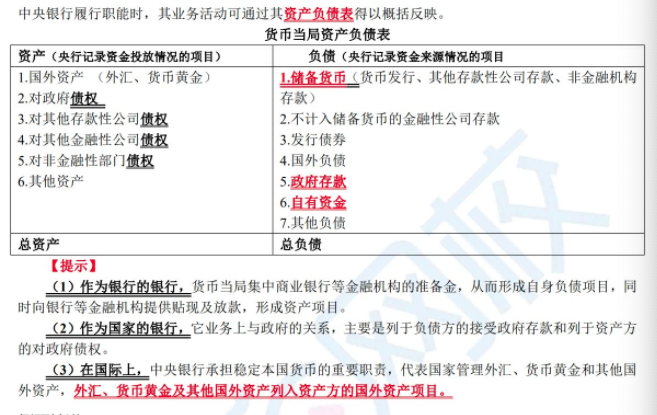 中央银行履行职能时，其业务活动可通过其资产负债表得以概括反映。
货币当局资产负债表
资产（央行记录资金投放情况的项目） 负债（央行记录资金来源情况的项目
1.国外资产 （外汇、货币黄金）
2.对政府债权
3.对其他存款性公司债权
4.对其他金融性公司债权
5.对非金融性部门债权
6.其他资产
1.储备货币（货币发行、其他存款性公司存款、非金融机构
存款）
2.不计入储备货币的金融性公司存款
3.发行债券
4.国外负债
5.政府存款
6.自有资金
7.其他负债
总资产 总负债
【提示】
（1）作为银行的银行，货币当局集中商业银行等金融机构的准备金，从而形成自身负债项目，同
时向银行等金融机构提供贴现及放款，形成资产项目。
（2）作为国家的银行，它业务上与政府的关系，主要是列于负债方的接受政府存款和列于资产方
的对政府债权。
（3）在国际上，中央银行承担稳定本国货币的重要职责，代表国家管理外汇、货币黄金和其他国
外资产，外汇、货币黄金及其他国外资产列入资产方的国外资产项目。